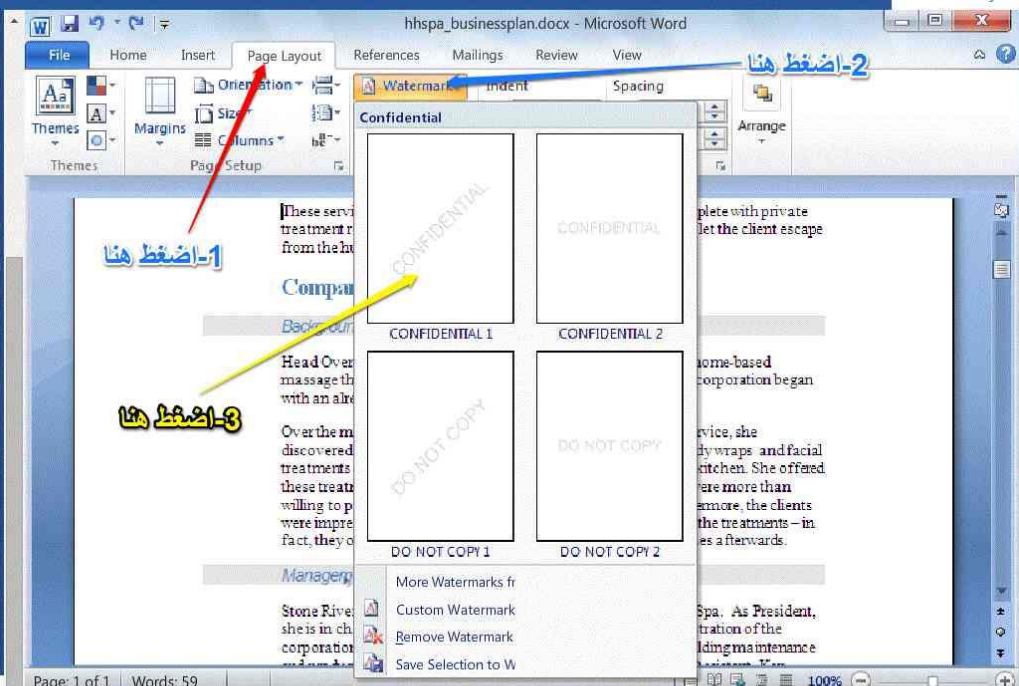 hhspa_businessplan.docx - Microsoft Word
File Home Insert Page Layout References Mailings Review View
2-اضغط هنا
Orientation Watermark Indent Spacing
Aa A Size
Themes Margins Columns Arrange
Themes Page Setup
Confidential
CONFIDENTIAL CONFIDENTIAL
CONFIDENTIAL 1 CONFIDENTIAL 2
DO NOT COPY DO NOT COPY
DO NOT COPY 1 DO NOT COPY 2
More Watermarks fr
Custom Watermark
Remove Watermark
Save Selection to W
1-اضغط هنا
3-اضغط هنا
These servi plete with private
treatment r let the client escape
from the hu
Compa
Backgroun
Head Over home-based
massage th corporation began
with an alre
Over the m rvice, she
discovered dy wraps and facial
treatments kitchen. She offered
these treatr ere more than
willing to p ermore, the clients
were impre the treatments – in
fact, they o es afterwards.
Managem
Stone Rive Spa. As President,
she is in ch tration of the
corporation lding maintenance
Page: 1 of 1 Words: 59 100%